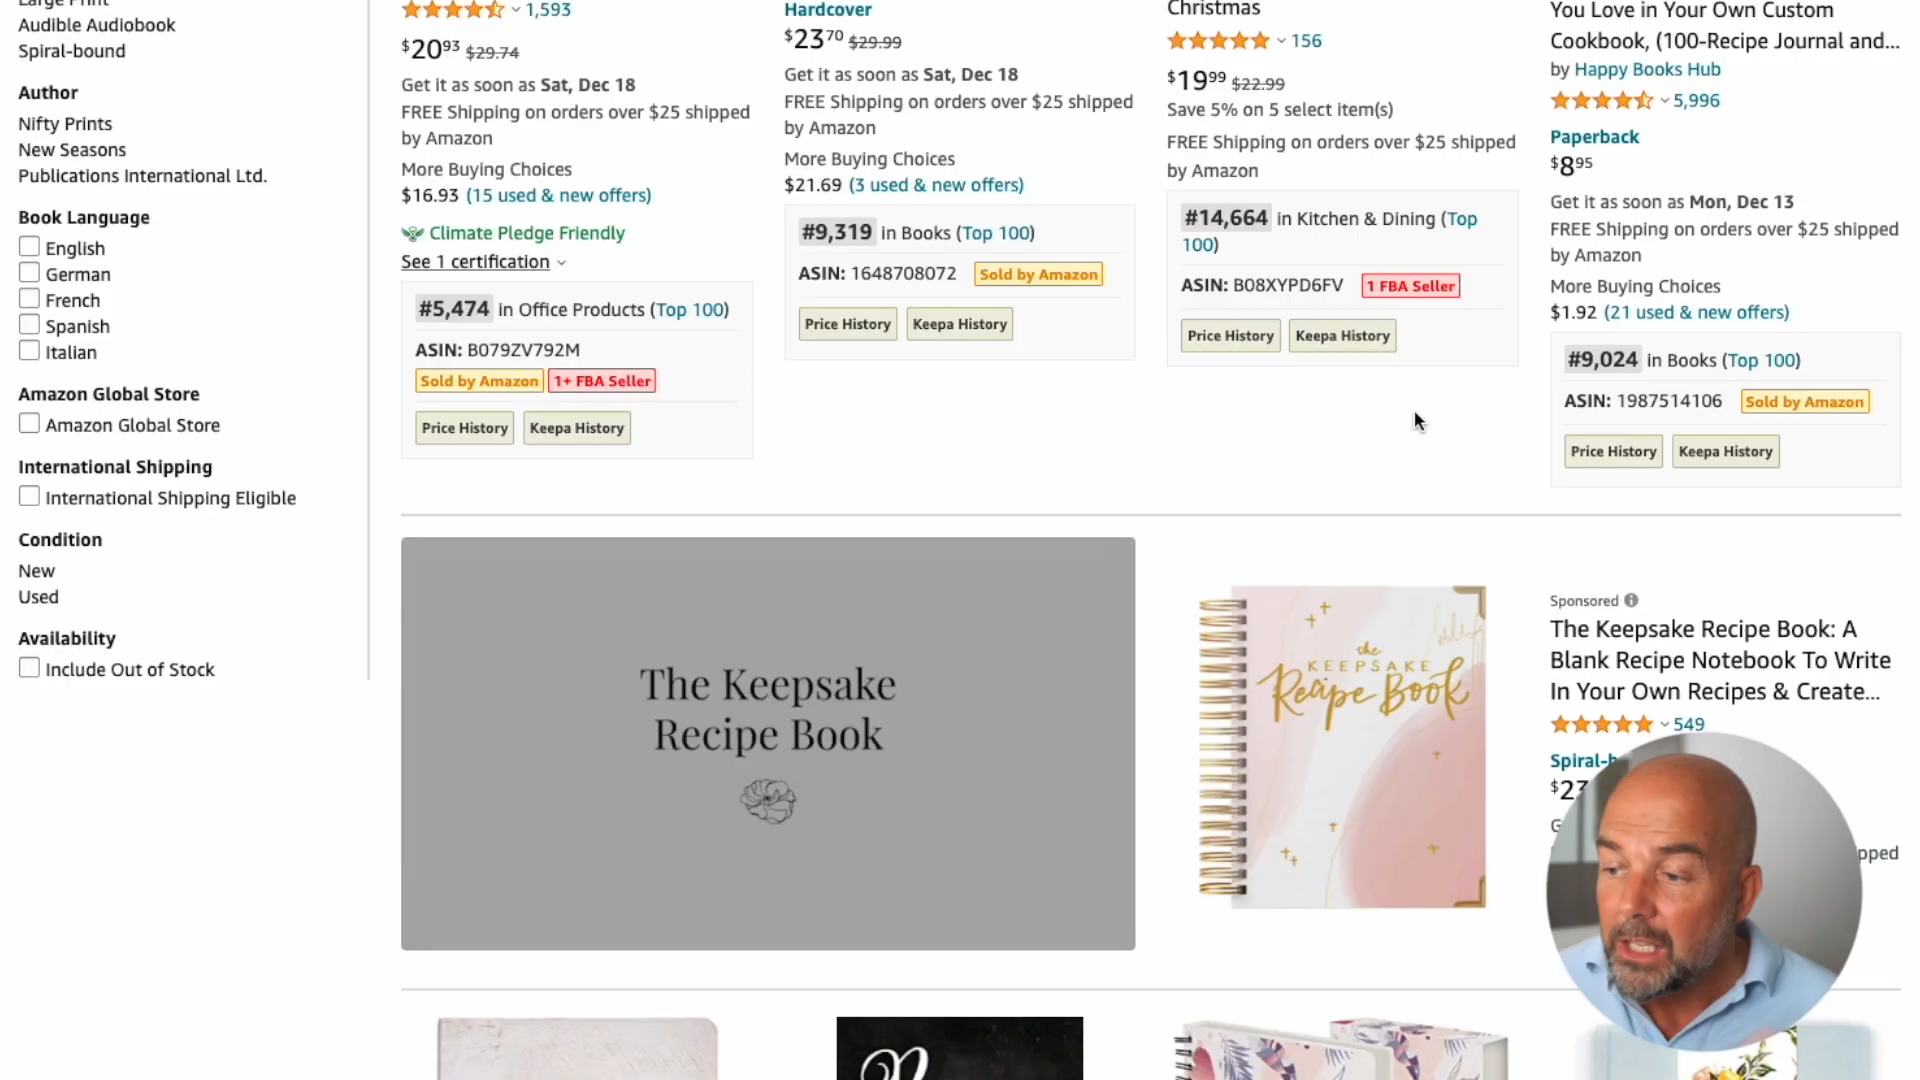 Audible Audiobook
Spiral-bound
Author
Nifty Prints
New Seasons
Publications International Ltd.
Book Language
English
German
French
Spanish
Italian
Amazon Global Store
Amazon Global Store
International Shipping
International Shipping Eligible
Condition
New
Used
Availability
Include Out of Stock
1,593
$20 93 $29.74
Get it as soon as Sat, Dec 18
FREE Shipping on orders over $25 shipped
by Amazon
More Buying Choices
$16.93 (15 used & new offers)
Climate Pledge Friendly
See 1 certification
#5,474 in Office Products (Top 100)
ASIN: B079ZV792M
Sold by Amazon 1+ FBA Seller
Price History Keepa History
Hardcover
$23 70 $29.99
Get it as soon as Sat, Dec 18
FREE Shipping on orders over $25 shipped
by Amazon
More Buying Choices
$21.69 (3 used & new offers)
#9,319 in Books (Top 100)
ASIN: 1648708072 Sold by Amazon
Price History Keepa History
Christmas
156
$19 99 $22.99
Save 5% on 5 select item(s)
FREE Shipping on orders over $25 shipped
by Amazon
#14,664 in Kitchen & Dining (Top
100)
ASIN: B08XYPD6FV 1 FBA Seller
Price History Keepa History
You Love in Your Own Custom
Cookbook, (100-Recipe Journal and...
by Happy Books Hub
5,996
Paperback
$8 95
Get it as soon as Mon, Dec 13
FREE Shipping on orders over $25 shipped
by Amazon
More Buying Choices
$1.92 (21 used & new offers)
#9,024 in Books (Top 100)
ASIN: 1987514106 Sold by Amazon
Price History Keepa History
The Keepsake
Recipe Book
the
KEEPSAKE
Recipe Book
Sponsored
The Keepsake Recipe Book: A
Blank Recipe Notebook To Write
In Your Own Recipes & Create...
549